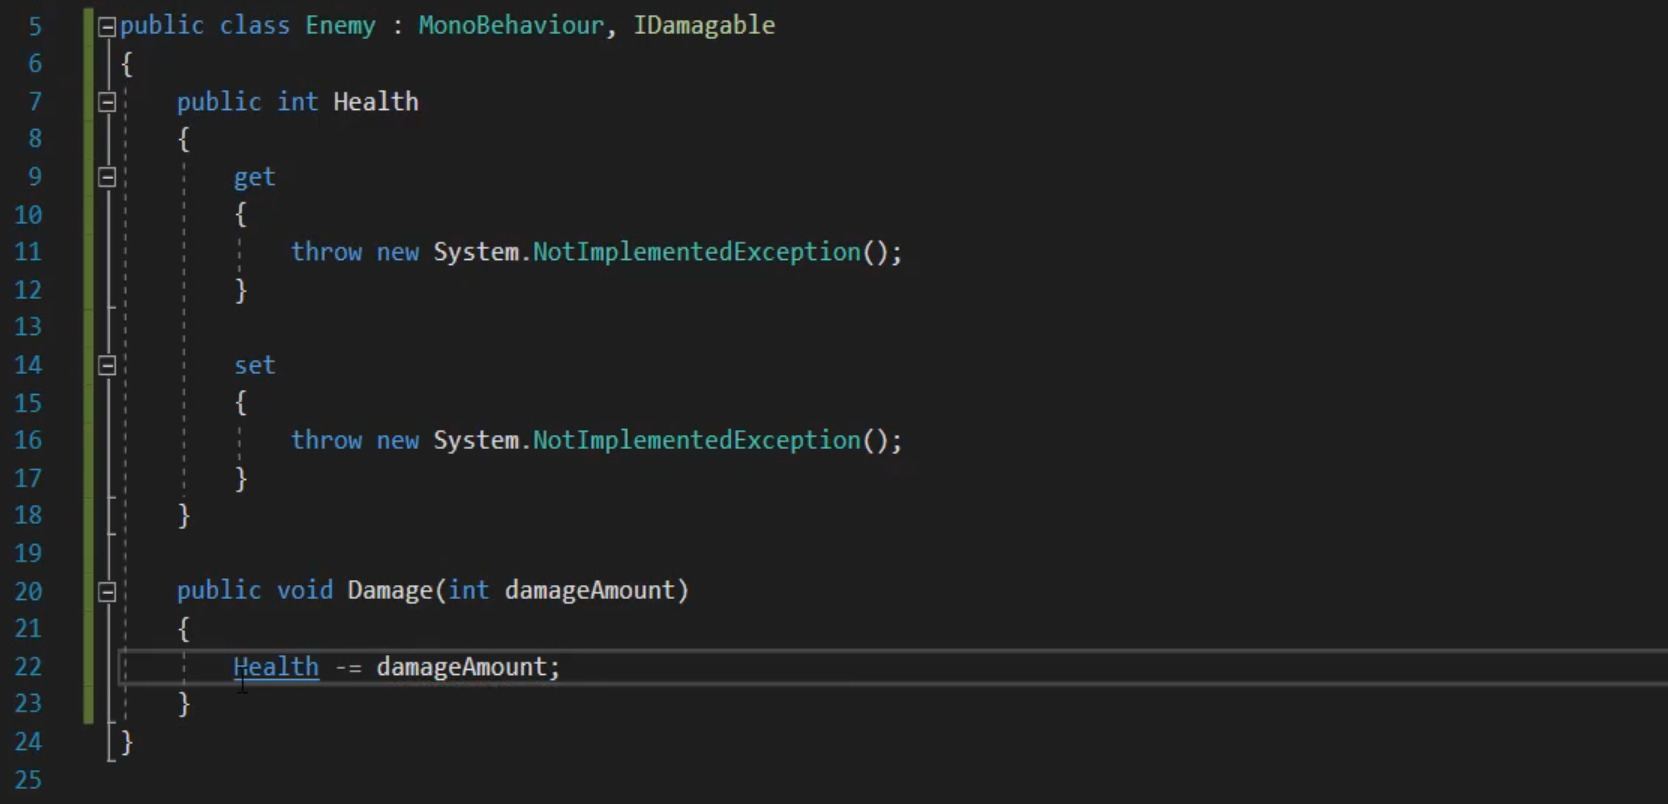 5 public class Enemy : MonoBehaviour, IDamagable
6 {
7 public int Health
8 {
9 get
10 {
11 throw new System.NotImplementedException();
12 }
13
14 set
15 {
16 throw new System.NotImplementedException();
17 }
18 }
19
20 public void Damage(int damageAmount)
21 {
22 Health -= damageAmount;
23 }
24 }
25